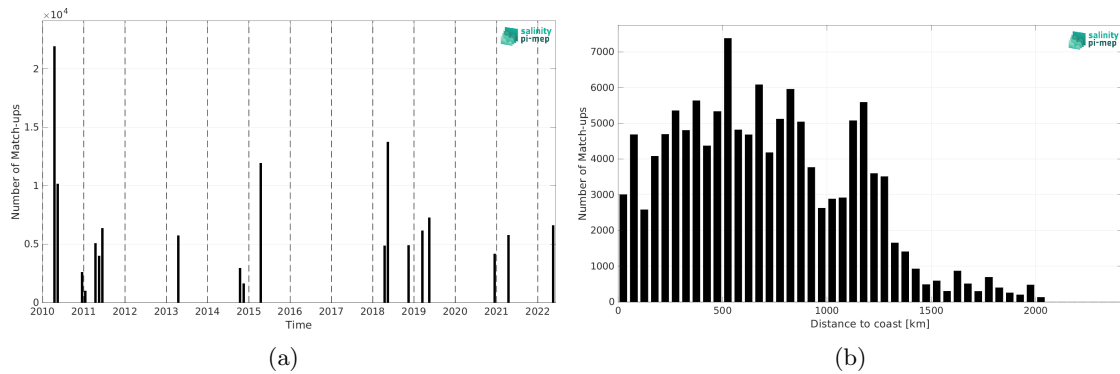 ×10⁴
salinity
pi-mep
2
1.5
1
0.5
0
Number of Match-ups
2010 2011 2012 2013 2014 2015 2016 2017 2018 2019 2020 2021 2022
Time
(a)
salinity
pi-mep
7000
6000
5000
4000
3000
2000
1000
0
Number of Match-ups
0 500 1000 1500 2000
Distance to coast [km]
(b)